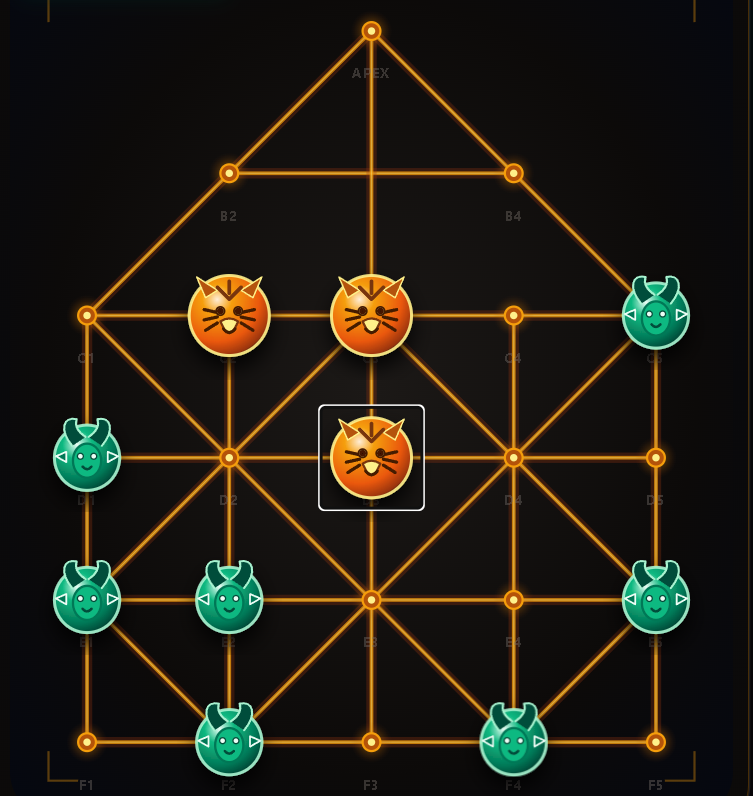 APEX
B2 B4
C1 C4 C5
D1 D2 D4 D5
E1 E2 E3 E4 E5
F1 F2 F3 F4 F5